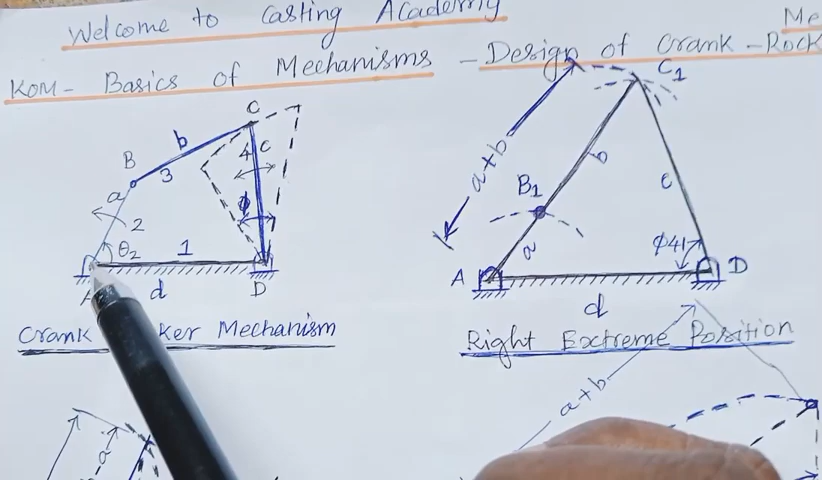 Welcome to Casting Academy
Me
KOM- Basics of Mechanisms - Design of Crank - Rock
C
b
B
3
a
4
c
2
θ2
ϕ
1
A
d
D
Crank ker Mechanism
C1
a+b
b
B1
c
a
ϕ41
A
D
d
Right Extreme Position
a+b
a